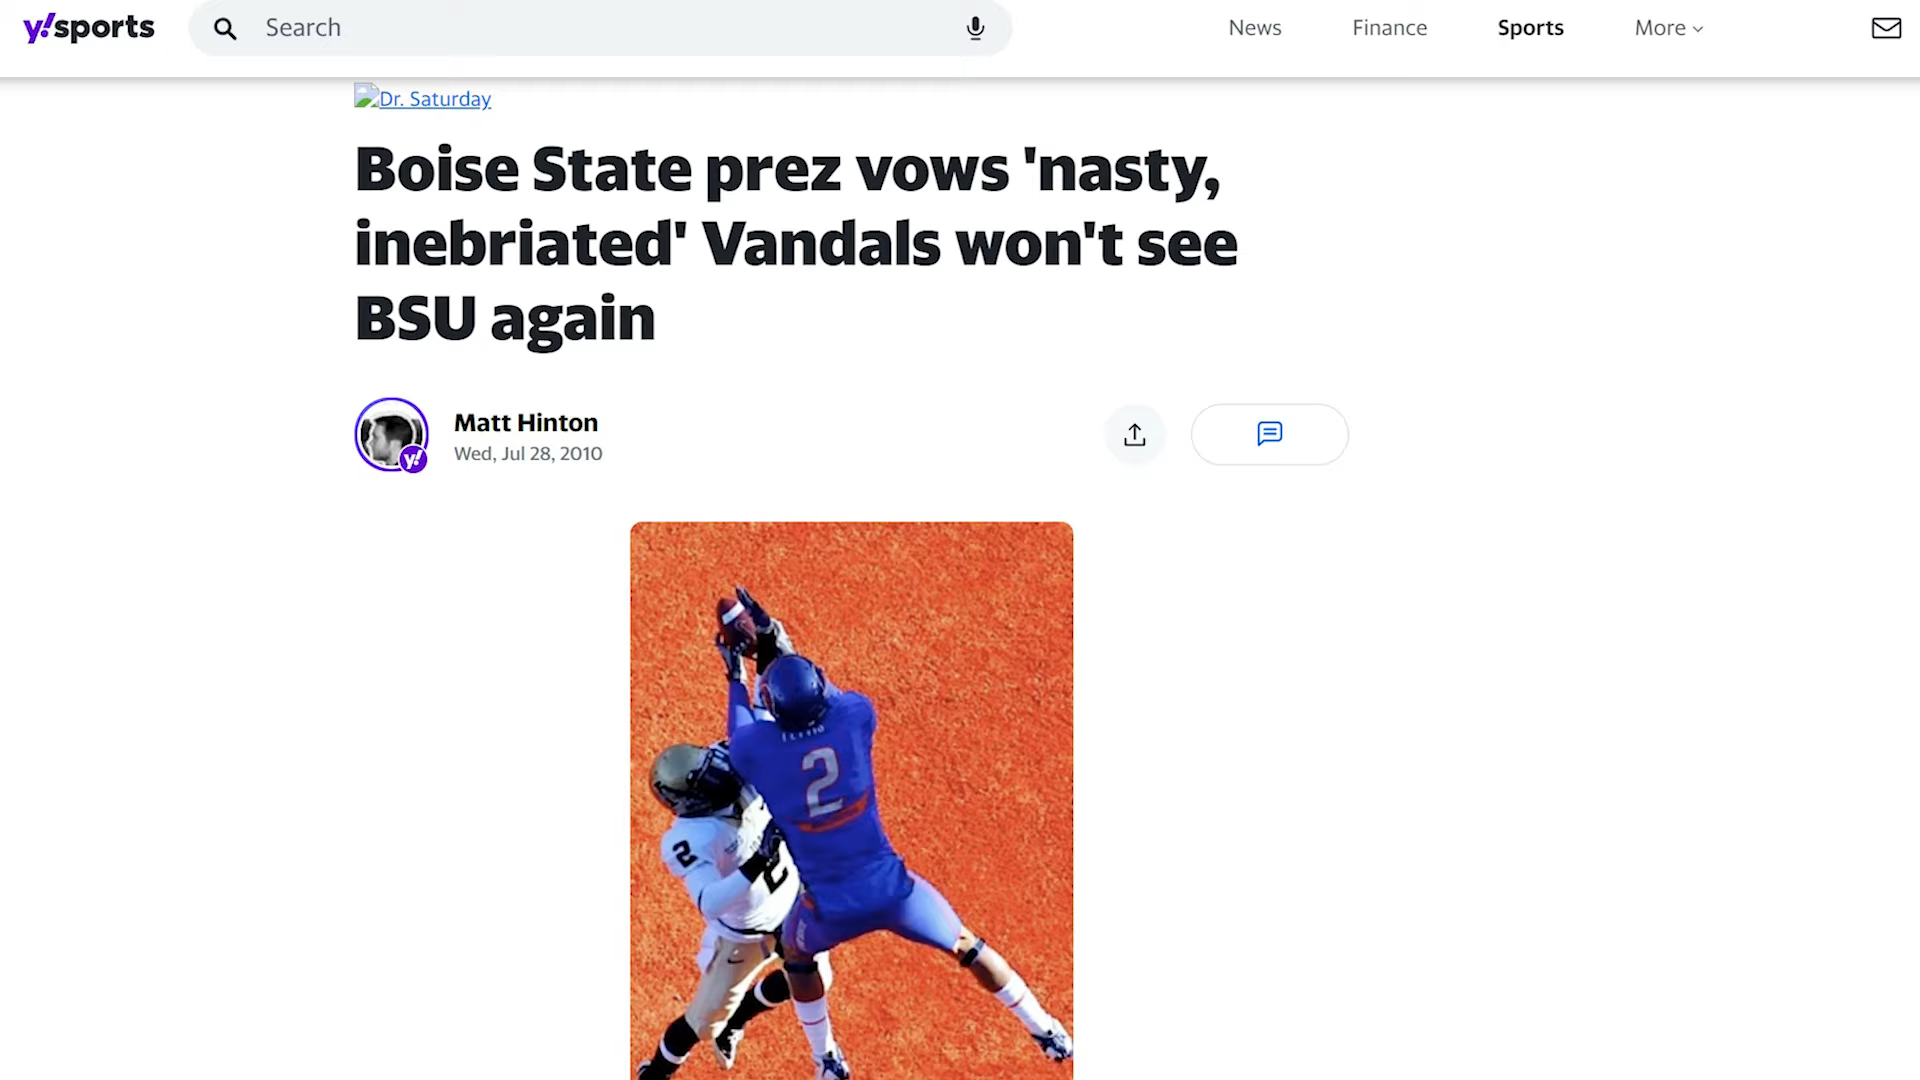 y!sports
Search
News
Finance
Sports
More
Dr. Saturday
Boise State prez vows 'nasty,
inebriated' Vandals won't see
BSU again
Matt Hinton
y!
Wed, Jul 28, 2010
2
2
2